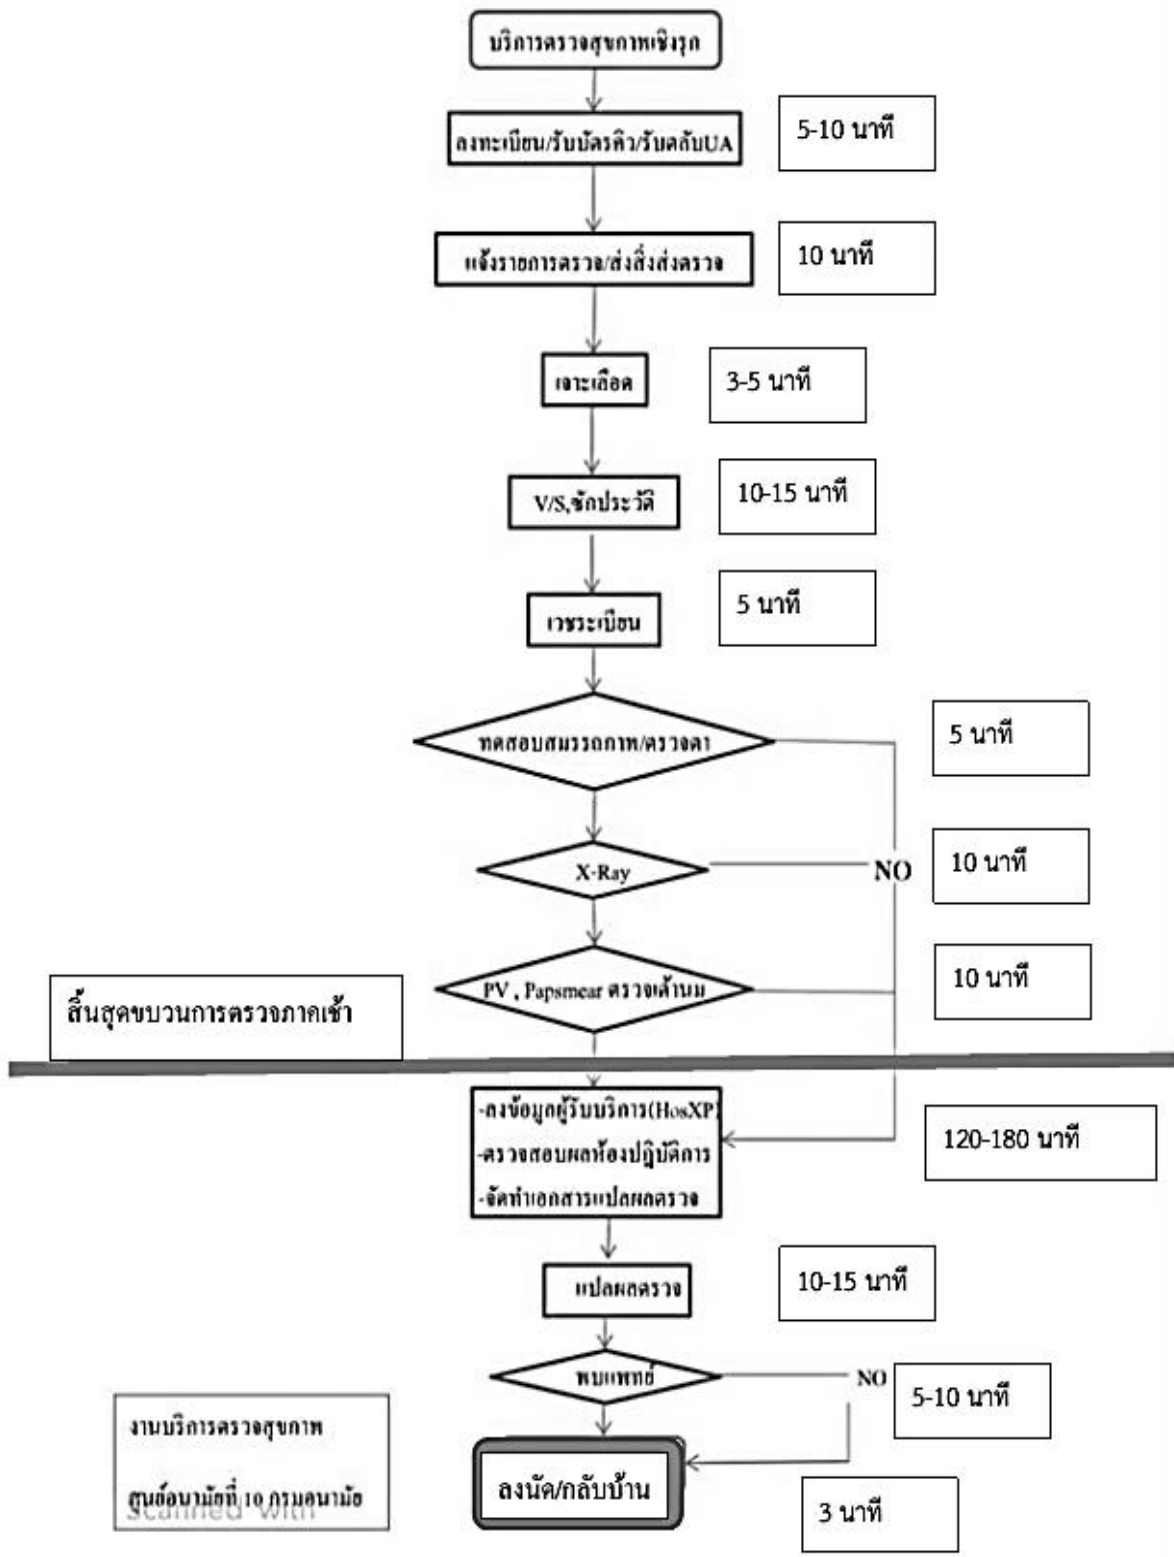 บริการตรวจสุขภาพเชิงรุก
ลงทะเบียน/รับบัตรคิว/รับตลับUA
5-10 นาที
แจ้งรายการตรวจ/ส่งสิ่งส่งตรวจ
10 นาที
เจาะเลือด
3-5 นาที
V/S,ซักประวัติ
10-15 นาที
เวชระเบียน
5 นาที
ทดสอบสมรรถภาพ/ตรวจตา
5 นาที
X-Ray
NO
10 นาที
PV , Papsmear ตรวจเต้านม
10 นาที
สิ้นสุดขบวนการตรวจภาคเช้า
-ลงข้อมูลผู้รับบริการ(HosXP)
-ตรวจสอบผลห้องปฏิบัติการ
-จัดทำเอกสารแปลผลตรวจ
120-180 นาที
แปลผลตรวจ
10-15 นาที
พบแพทย์
NO
5-10 นาที
ลงนัด/กลับบ้าน
3 นาที
งานบริการตรวจสุขภาพ
ศูนย์อนามัยที่ 10 กรมอนามัย
scanned with